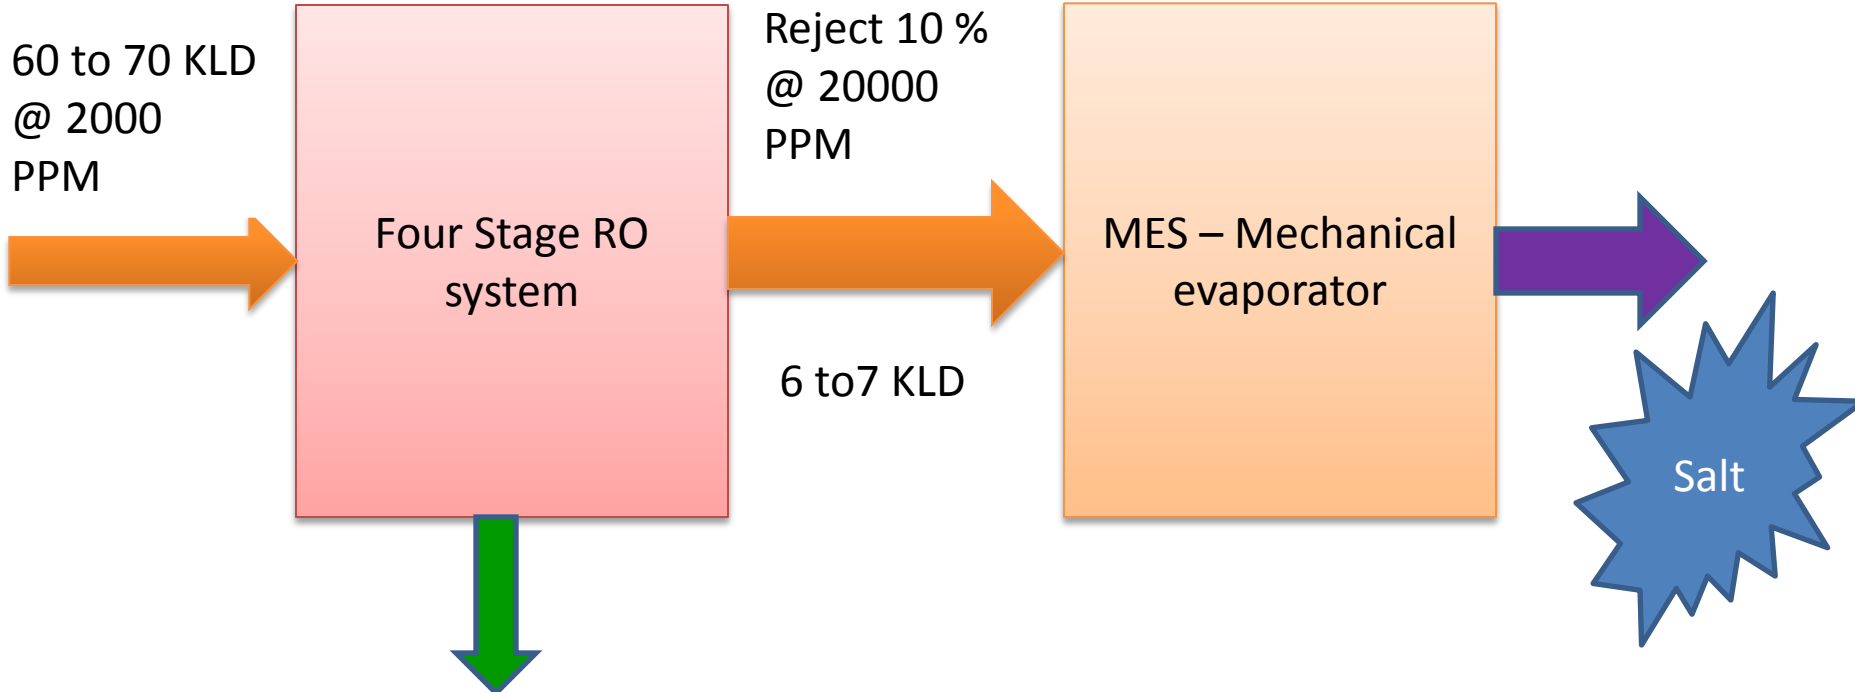 60 to 70 KLD
@ 2000
PPM
Four Stage RO
system
Reject 10 %
@ 20000
PPM
6 to7 KLD
MES – Mechanical
evaporator
Salt